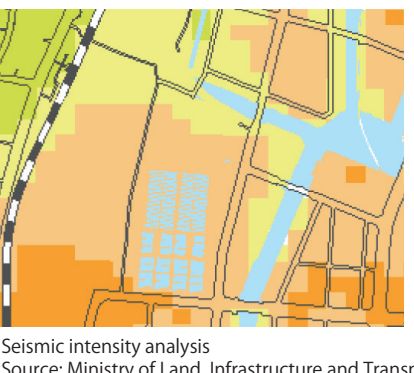 Seismic intensity analysis
Source: Ministry of Land, Infrastructure and